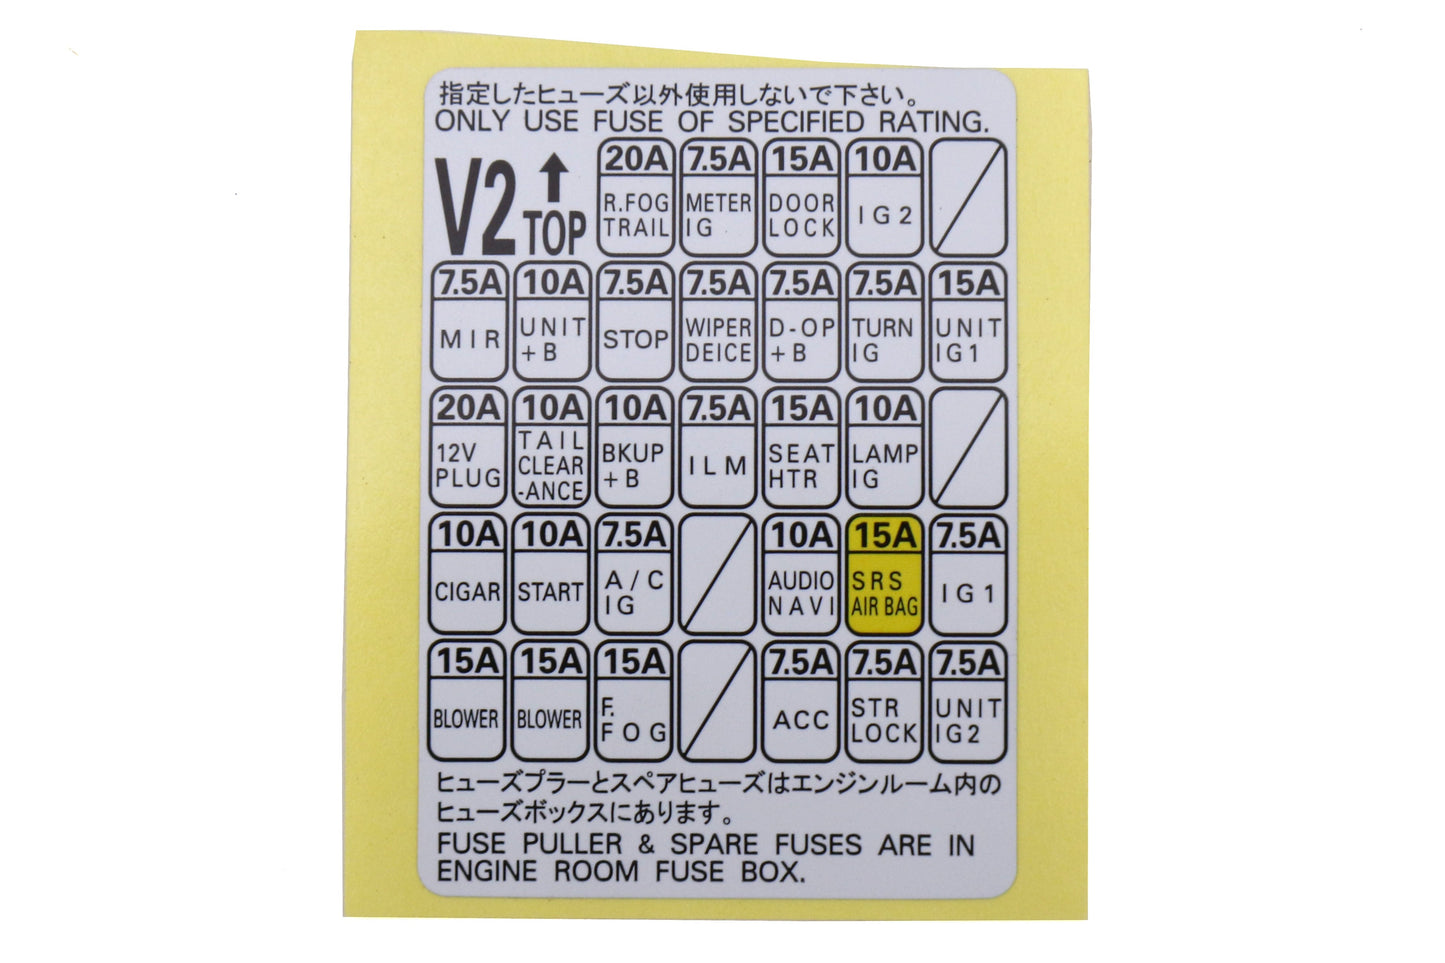 指定したヒューズ以外使用しないで下さい。
ONLY USE FUSE OF SPECIFIED RATING.
V2 TOP
20A 7.5A 15A 10A
R.FOG METER DOOR IG2
TRAIL IG LOCK
7.5A 10A 7.5A 7.5A 7.5A 7.5A 15A
MIR UNIT STOP WIPER D-OP TURN UNIT
+B DEICE +B IG IG1
20A 10A 10A 7.5A 15A 10A
12V TAIL BKUP ILM SEAT LAMP
PLUG CLEAR +B HTR IG
-ANCE
10A 10A 7.5A 10A 15A 7.5A
CIGAR START A/C AUDIO SRS IG1
IG NAVI AIR BAG
15A 15A 15A 7.5A 7.5A 7.5A
BLOWER BLOWER F. ACC STR UNIT
FOG LOCK IG2
ヒューズプラーとスペアヒューズはエンジンルーム内の
ヒューズボックスにあります。
FUSE PULLER & SPARE FUSES ARE IN
ENGINE ROOM FUSE BOX.